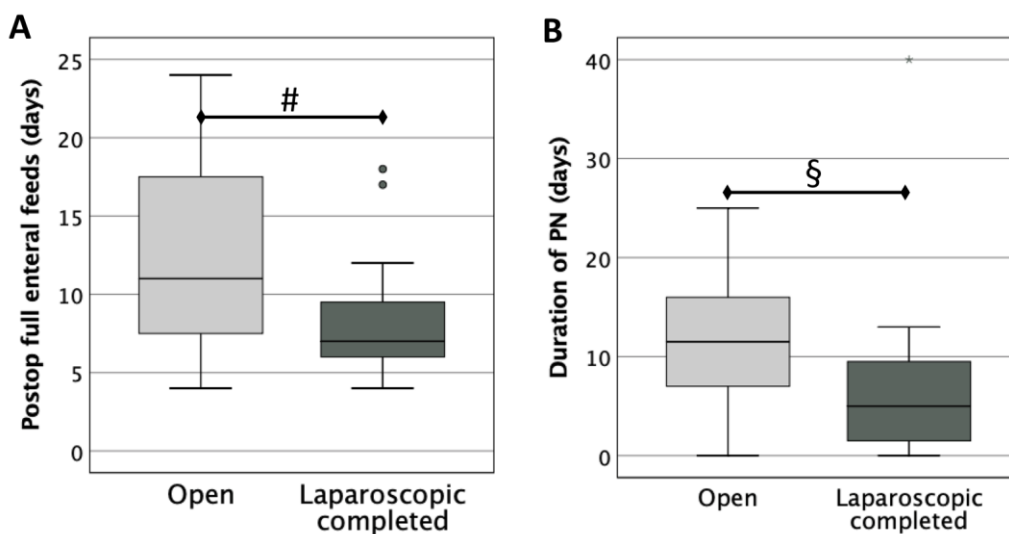 A
Postop full enteral feeds (days)
25
20
15
10
5
0
#
Open
Laparoscopic
completed
B
Duration of PN (days)
40
30
20
10
0
*
§
Open
Laparoscopic
completed